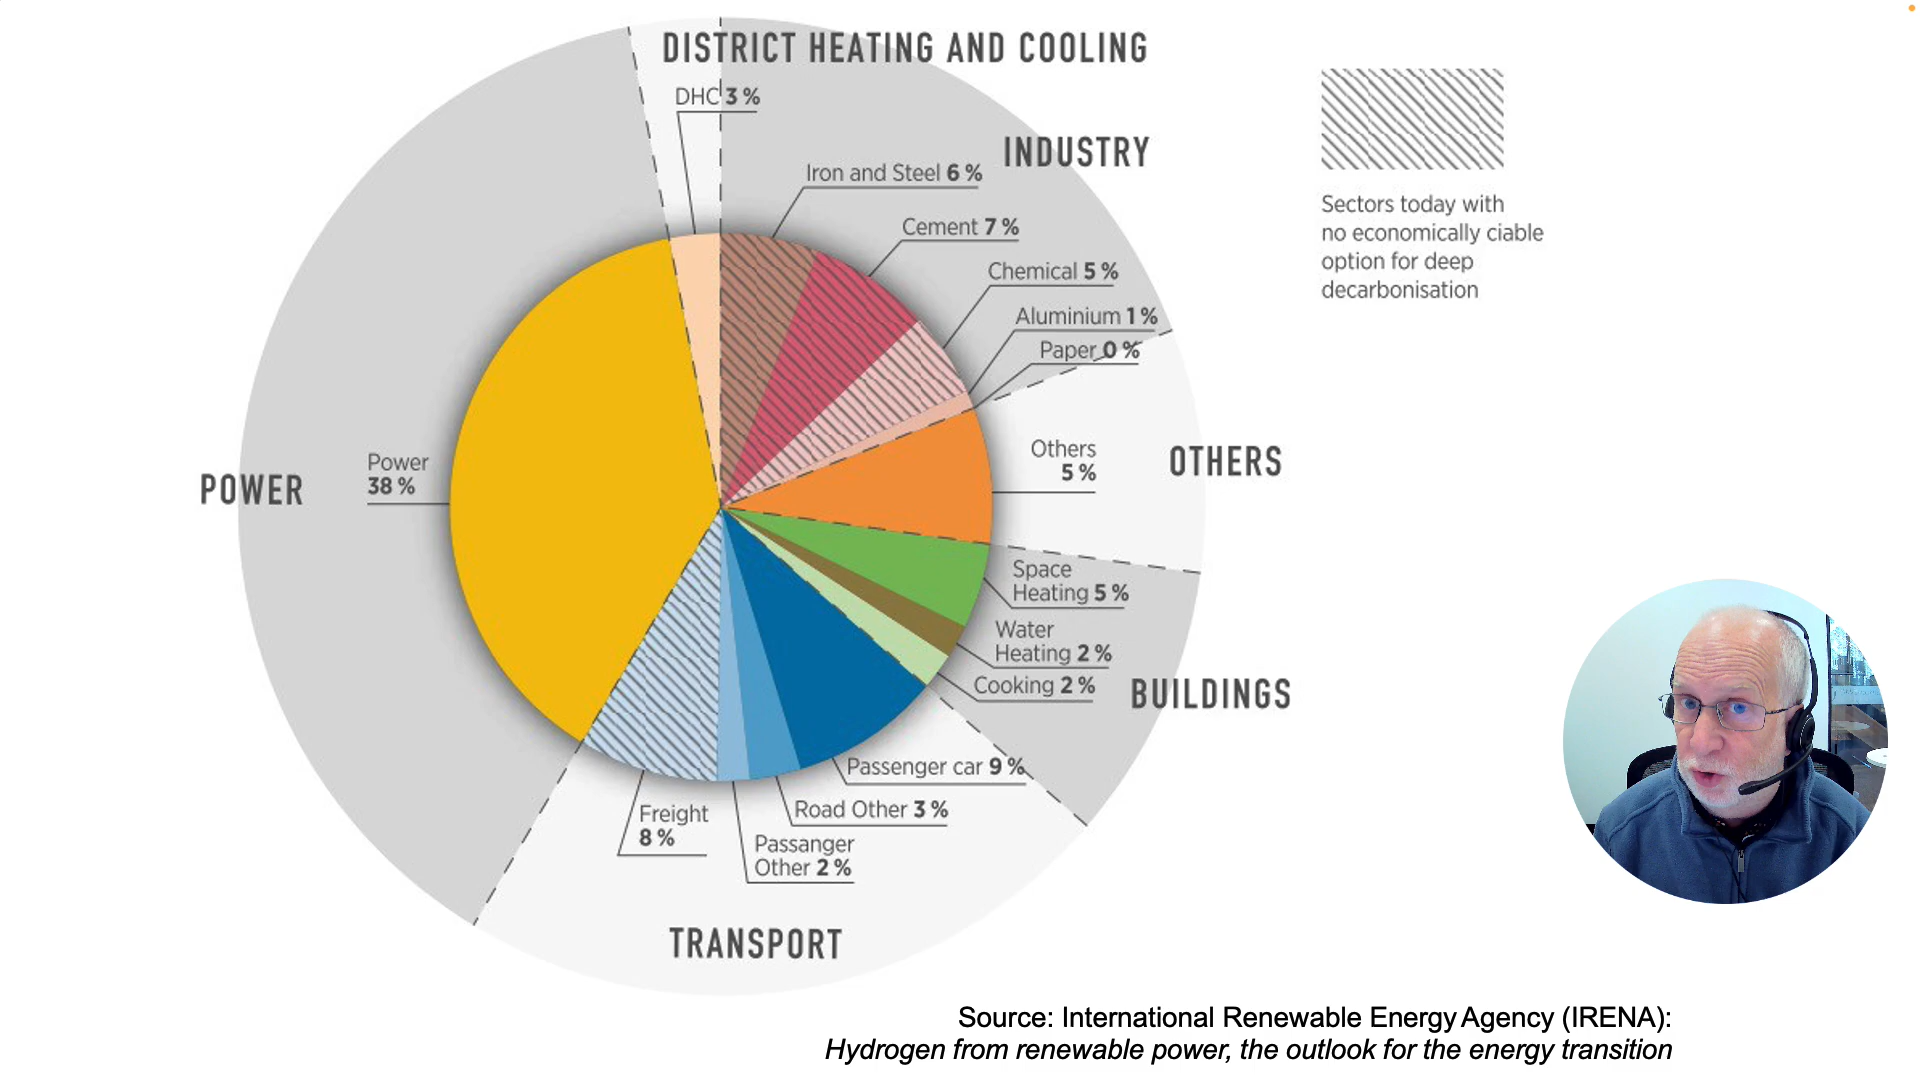 DISTRICT HEATING AND COOLING
DHC 3 %
INDUSTRY
Iron and Steel 6 %
Cement 7 %
Chemical 5 %
Aluminium 1 %
Paper 0 %
Sectors today with
no economically ciable
option for deep
decarbonisation
Others
5 %
OTHERS
POWER
Power
38 %
Space
Heating 5 %
Water
Heating 2 %
Cooking 2 %
BUILDINGS
Passenger car 9 %
Road Other 3 %
Passanger
Other 2 %
Freight
8 %
TRANSPORT
Source: International Renewable Energy Agency (IRENA):
Hydrogen from renewable power, the outlook for the energy transition